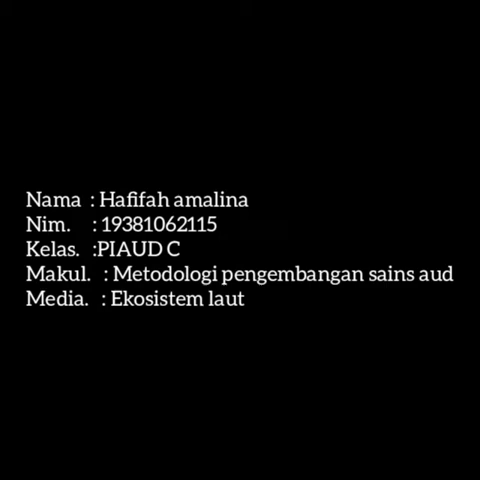 Nama : Hafifah amalina
Nim. : 19381062115
Kelas. :PIAUD C
Makul. : Metodologi pengembangan sains aud
Media. : Ekosistem laut